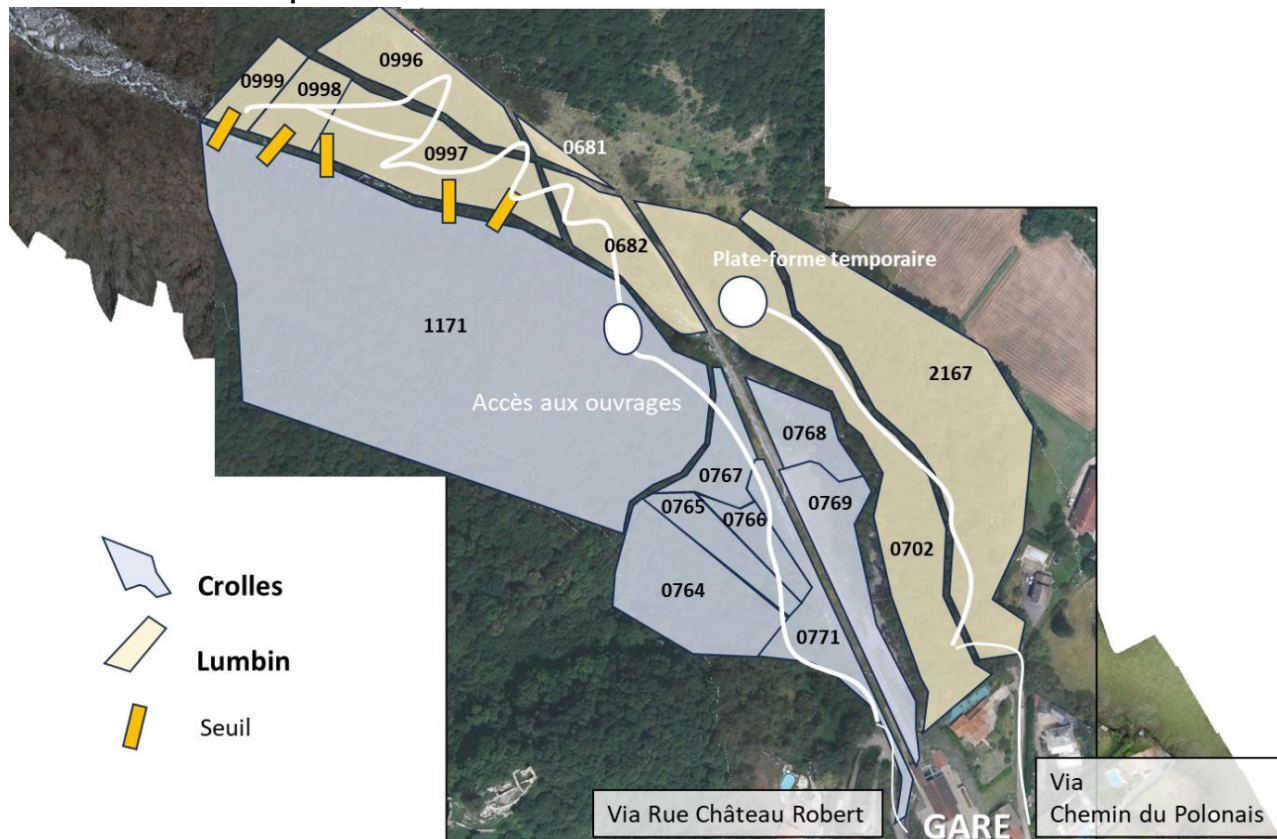 0996
0999
0998
0681
0997
0682
Plate-forme temporaire
1171
2167
Accès aux ouvrages
0768
0767
0769
0765
0766
0702
0764
0771
Crolles
Lumbin
Seuil
Via Rue Château Robert
GARE
Via
Chemin du Polonais